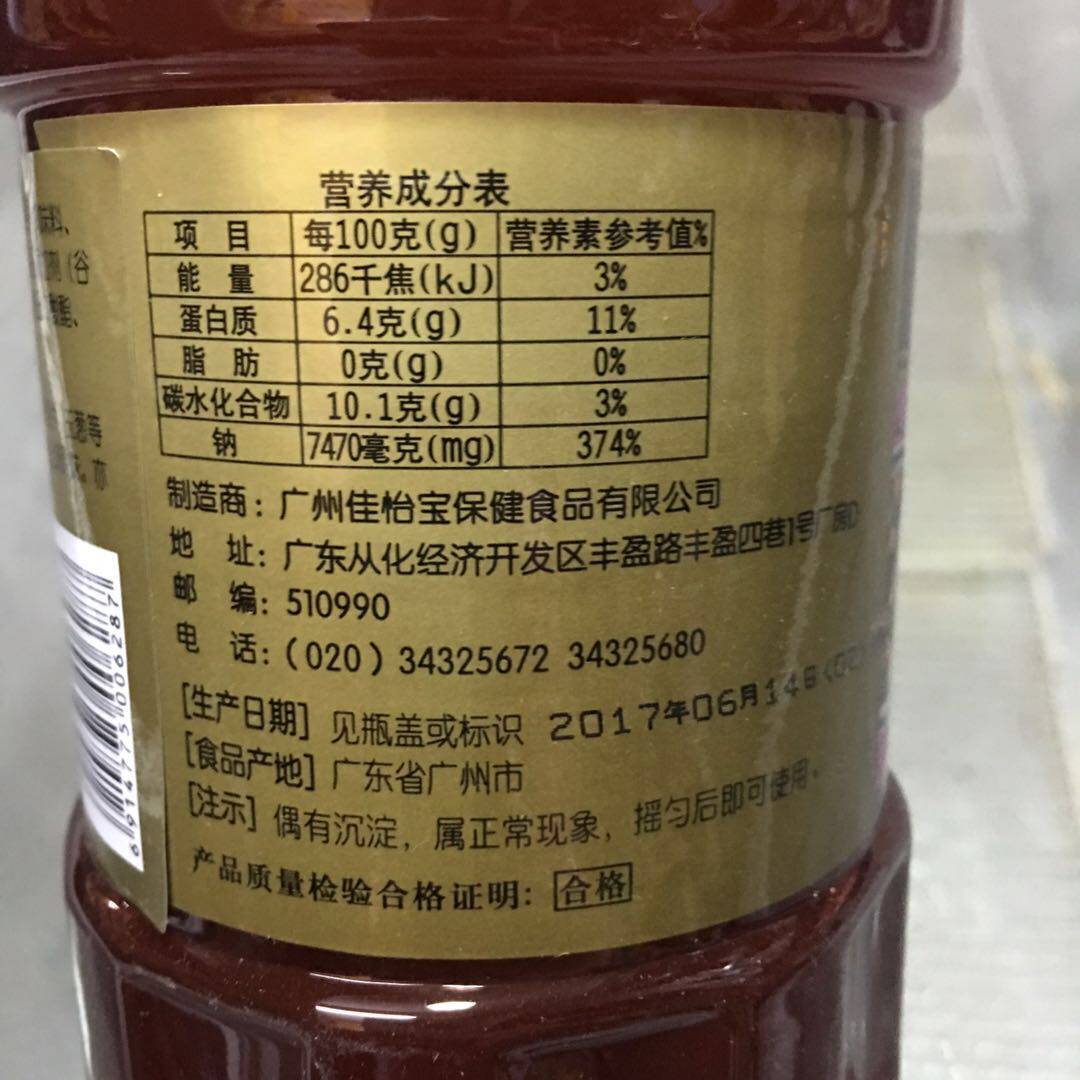 营养成分表
项 目 每100克(g) 营养素参考值%
能 量 286千焦(kJ) 3%
蛋白质 6.4克(g) 11%
脂 肪 0克(g) 0%
碳水化合物 10.1克(g) 3%
钠 7470毫克(mg) 374%
制造商：广州佳怡宝保健食品有限公司
地 址：广东从化经济开发区丰盈路丰盈四巷1号厂房D
邮 编：510990
电 话：(020) 34325672 34325680
[生产日期] 见瓶盖或标识 2017年06月14日
[食品产地] 广东省广州市
[注示] 偶有沉淀，属正常现象，摇匀后即可使用。
产品质量检验合格证明：合格
(谷
等
亦
6914775006287